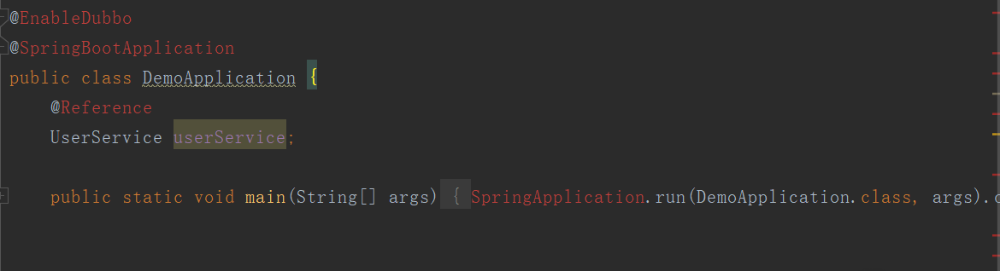 @EnableDubbo
@SpringBootApplication
public class DemoApplication {
@Reference
UserService userService;
public static void main(String[] args) { SpringApplication.run(DemoApplication.class, args).c